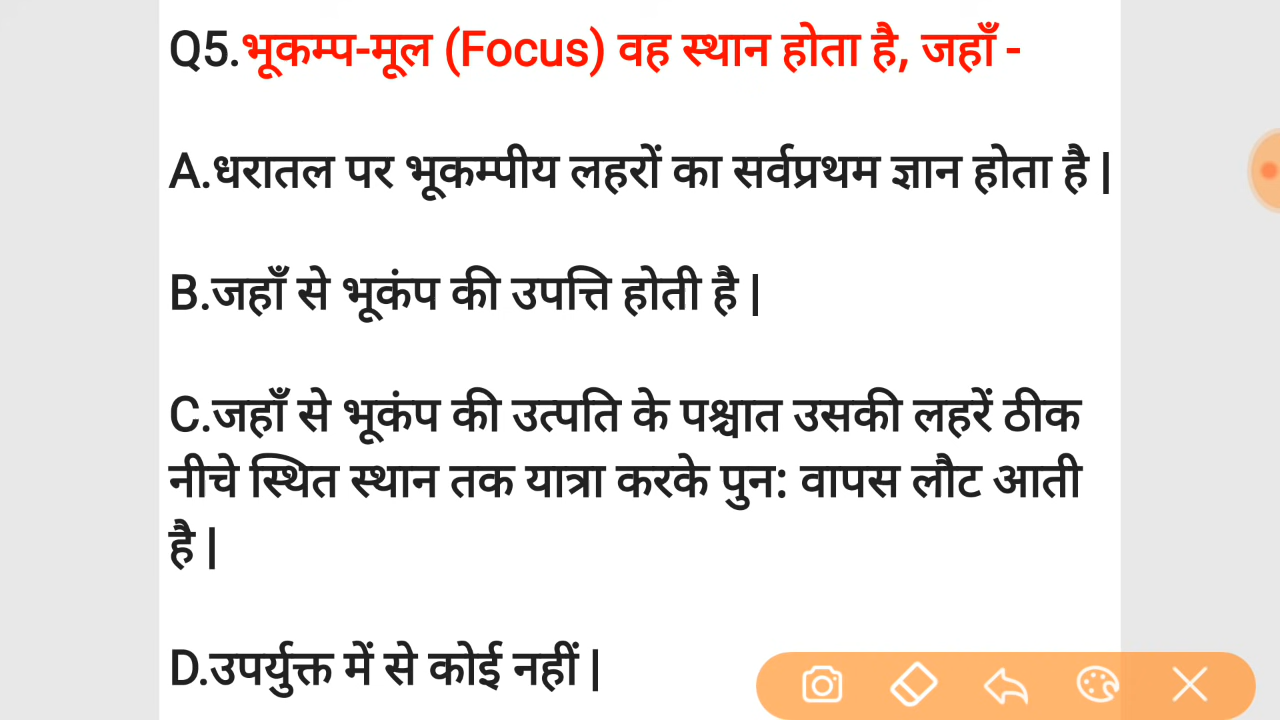 Q5.भूकम्प-मूल (Focus) वह स्थान होता है, जहाँ -
A.धरातल पर भूकम्पीय लहरों का सर्वप्रथम ज्ञान होता है |
B.जहाँ से भूकंप की उपत्ति होती है |
C.जहाँ से भूकंप की उत्पति के पश्चात उसकी लहरें ठीक
नीचे स्थित स्थान तक यात्रा करके पुन: वापस लौट आती
है |
D.उपर्युक्त में से कोई नहीं |